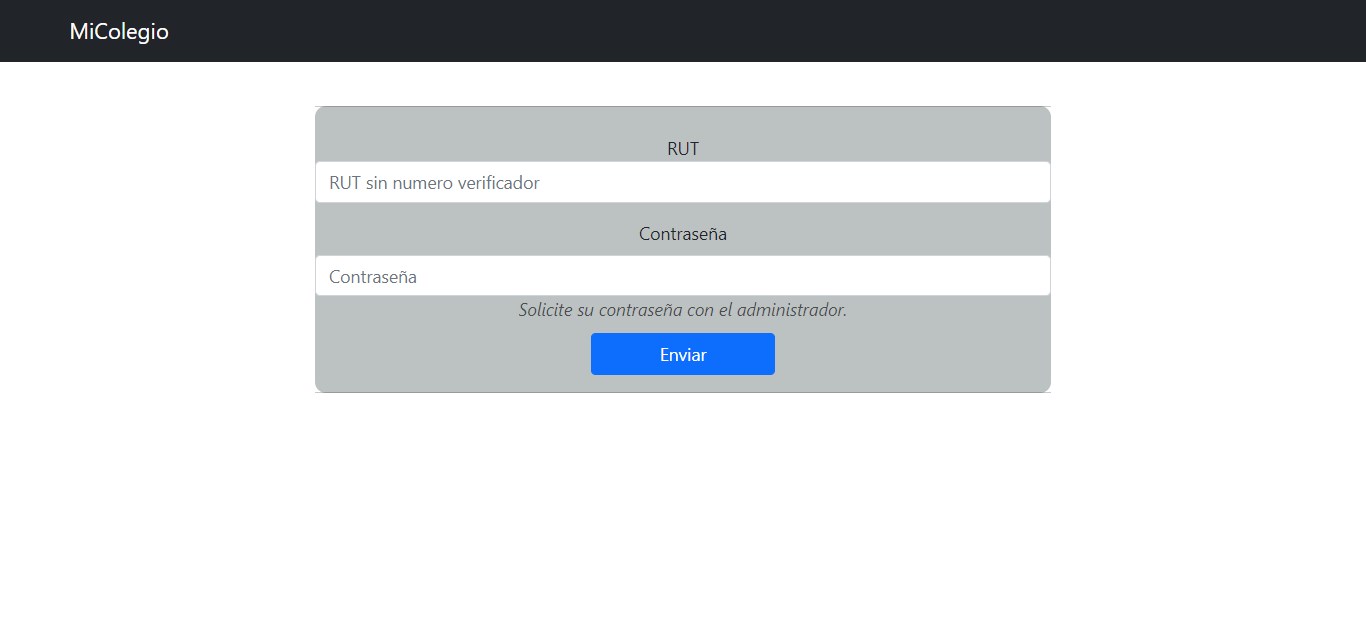 MiColegio
RUT
RUT sin numero verificador
Contraseña
Contraseña
Solicite su contraseña con el administrador.
Enviar